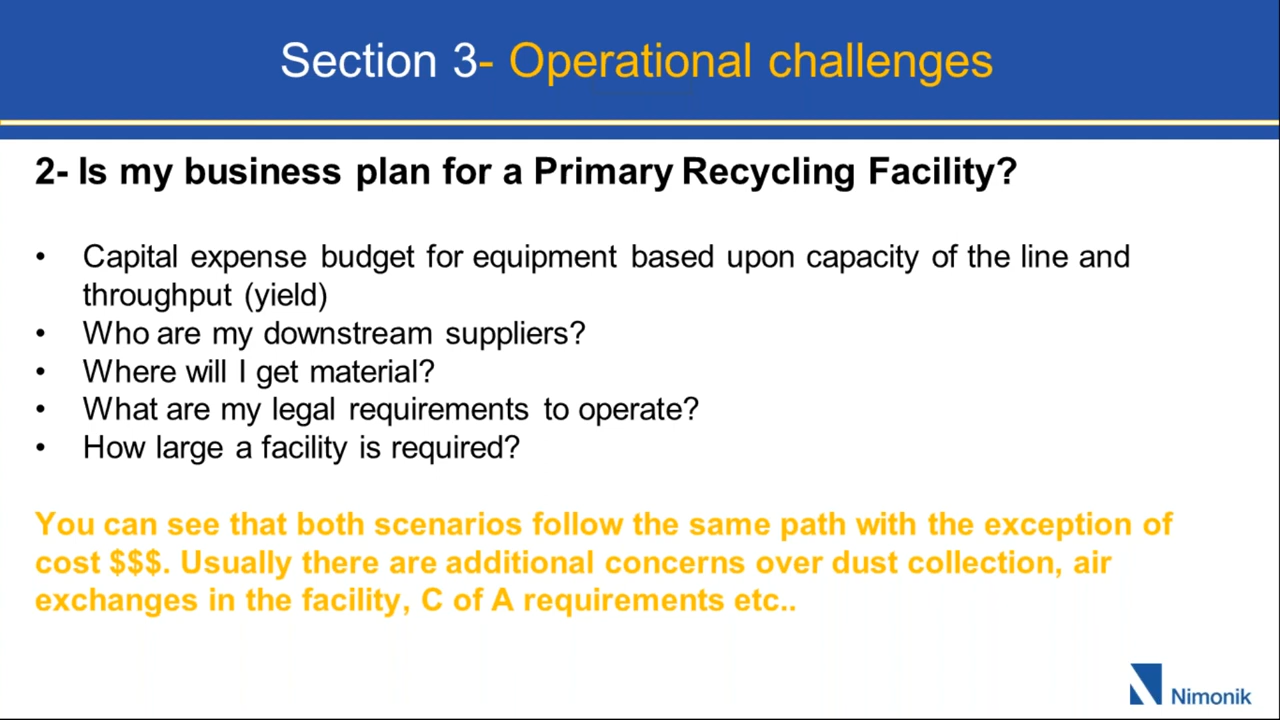 Section 3- Operational challenges
2- Is my business plan for a Primary Recycling Facility?
• Capital expense budget for equipment based upon capacity of the line and
throughput (yield)
• Who are my downstream suppliers?
• Where will I get material?
• What are my legal requirements to operate?
• How large a facility is required?
You can see that both scenarios follow the same path with the exception of
cost $$$. Usually there are additional concerns over dust collection, air
exchanges in the facility, C of A requirements etc..
Nimonik